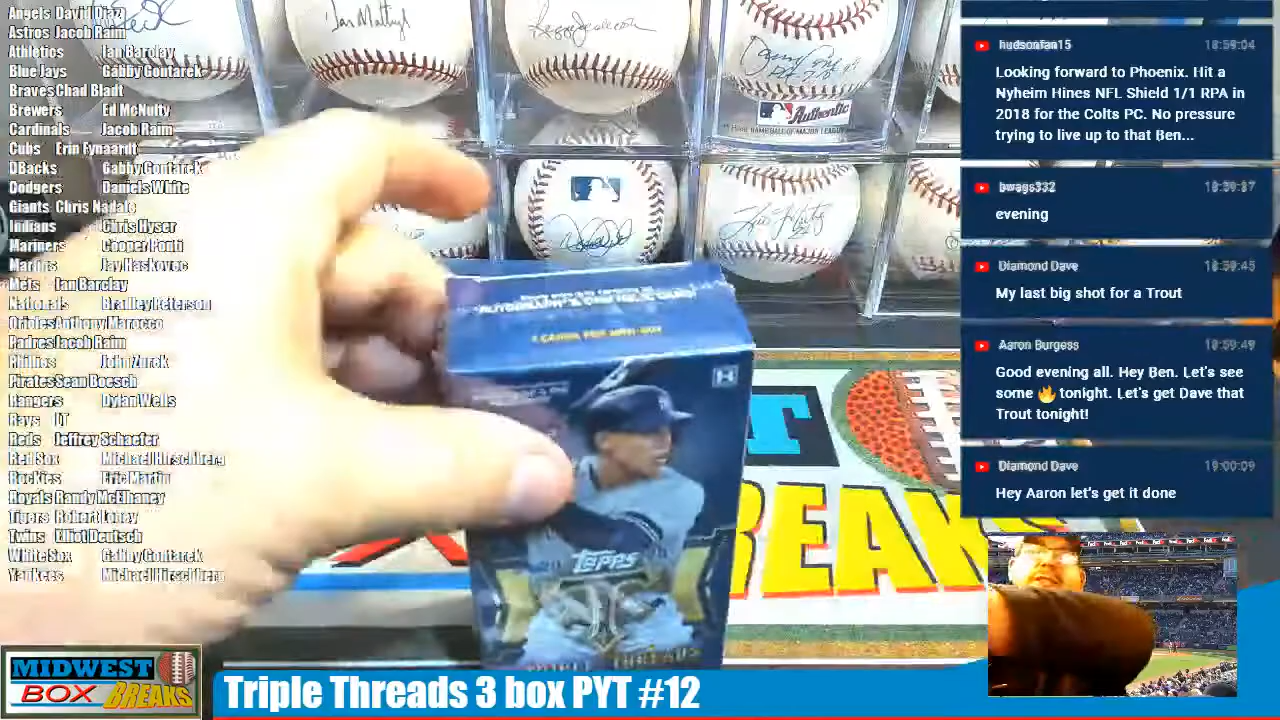 Angels David Diaz
Astros Jacob Raim
Athletics Ian Barclay
Blue Jays Gabby Gontarek
Braves Chad Bladt
Brewers Ed McNulty
Cardinals Jacob Raim
Cubs Erin Fynaardt
DBacks Gabby Gontarek
Dodgers Daniels White
Giants Chris Nadale
Indians Chris Hyser
Mariners Cooper Ponti
Marlins Jay Haskovec
Mets Ian Barclay
Nationals Bradley Peterson
Orioles Anthony Marocco
Padres Jacob Raim
Phillies John Zurek
Pirates Sean Boesch
Rangers Dylan Wells
Rays LT
Reds Jeffrey Schaefer
Red Sox Michael Hirschberg
Rockies Eric Martin
Royals Randy McElhaney
Tigers Robert Loney
Twins Elliot Deutsch
White Sox Gabby Gontarek
Yankees Michael Hirschberg
MIDWEST
BOX BREAKS
Triple Threads 3 box PYT #12
Authentic
topps
TRIPLE THREADS
H
T
BREAKS
hudsonfan15 18:59:04
Looking forward to Phoenix. Hit a
Nyheim Hines NFL Shield 1/1 RPA in
2018 for the Colts PC. No pressure
trying to live up to that Ben...
bwags332 18:59:37
evening
Diamond Dave 18:59:45
My last big shot for a Trout
Aaron Burgess 18:59:49
Good evening all. Hey Ben. Let's see
some 🔥 tonight. Let's get Dave that
Trout tonight!
Diamond Dave 19:00:09
Hey Aaron let's get it done